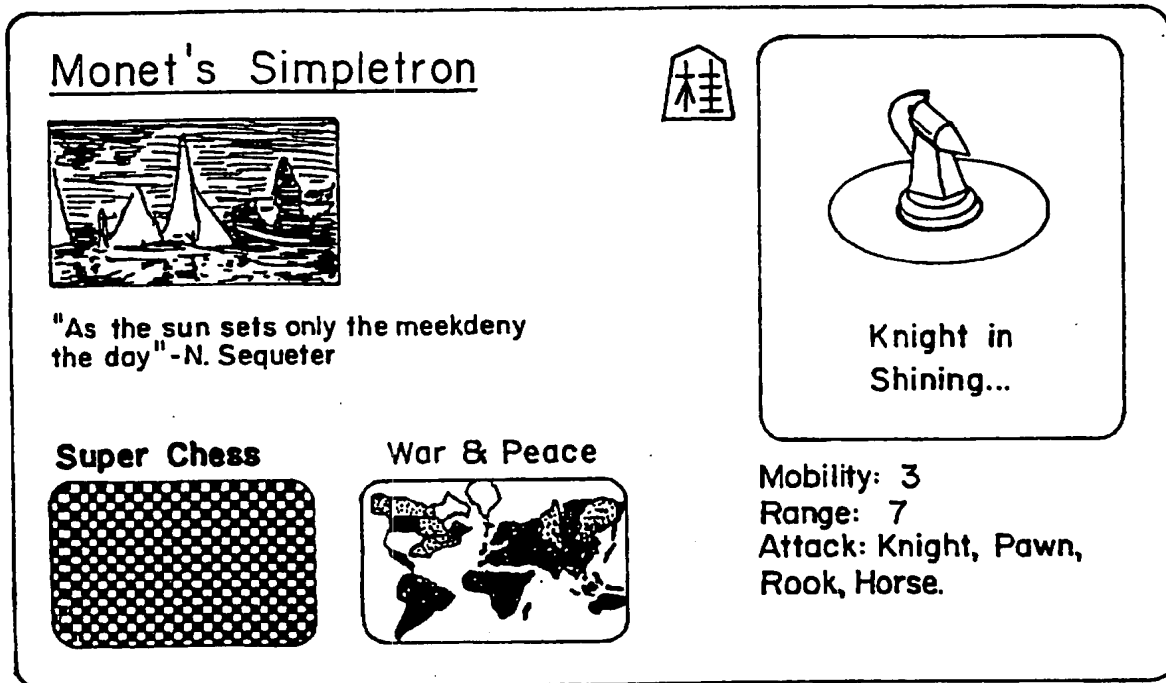 Monet's Simpletron
桂
"As the sun sets only the meekdeny
the day"-N. Sequeter
Knight in
Shining...
Super Chess
War & Peace
Mobility: 3
Range: 7
Attack: Knight, Pawn,
Rook, Horse.